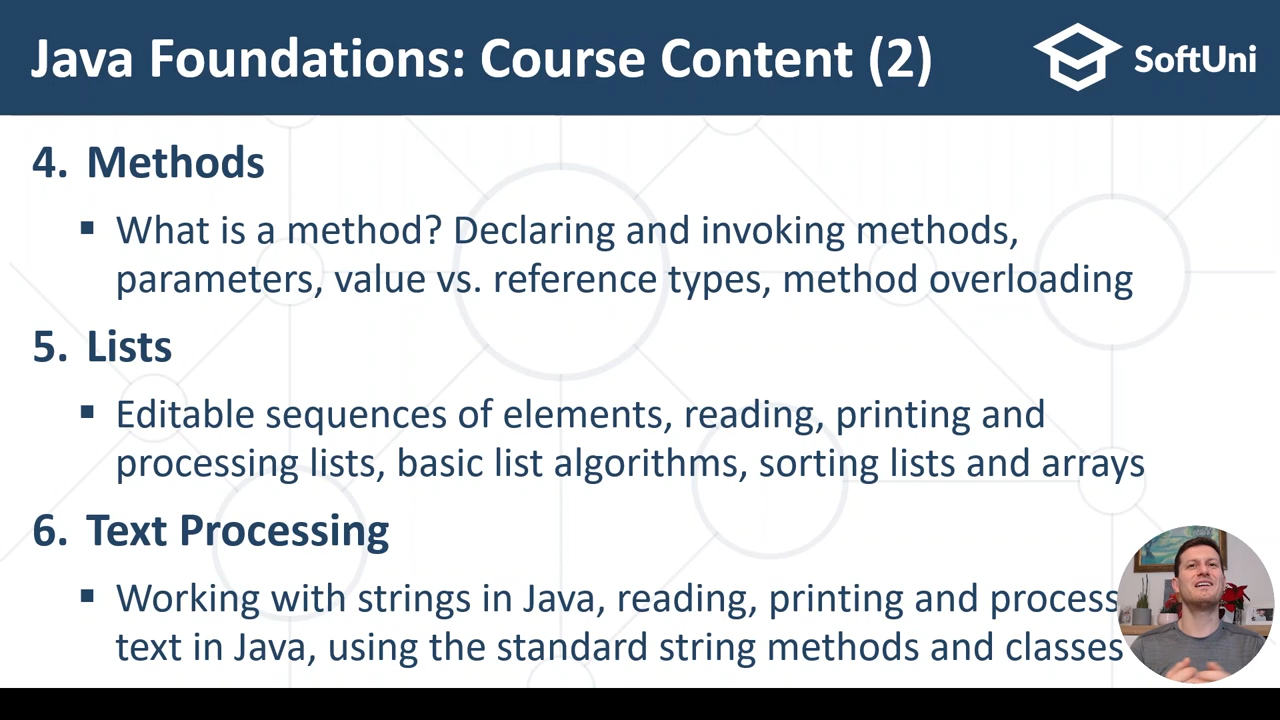 Java Foundations: Course Content (2)
SoftUni
4. Methods
▪ What is a method? Declaring and invoking methods,
parameters, value vs. reference types, method overloading
5. Lists
▪ Editable sequences of elements, reading, printing and
processing lists, basic list algorithms, sorting lists and arrays
6. Text Processing
▪ Working with strings in Java, reading, printing and process
text in Java, using the standard string methods and classes